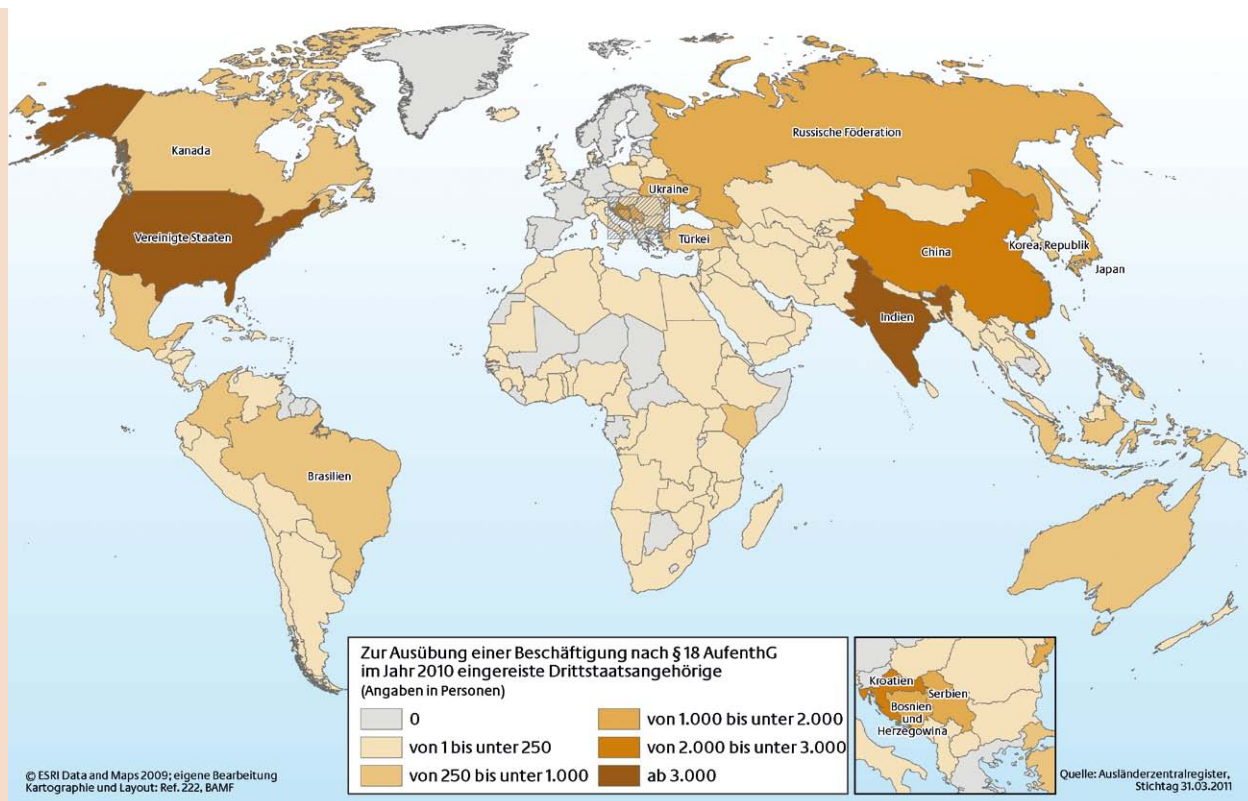 Kanada
Russische Föderation
Ukraine
Vereinigte Staaten
Türkei
China
Korea, Republik
Japan
Indien
Brasilien
Zur Ausübung einer Beschäftigung nach § 18 AufenthG
im Jahr 2010 eingereiste Drittstaatsangehörige
(Angaben in Personen)
0
von 1 bis unter 250
von 250 bis unter 1.000
von 1.000 bis unter 2.000
von 2.000 bis unter 3.000
ab 3.000
Kroatien
Serbien
Bosnien
und
Herzegowina
© ESRI Data and Maps 2009; eigene Bearbeitung
Kartographie und Layout: Ref. 222, BAMF
Quelle: Ausländerzentralregister,
Stichtag 31.03.2011